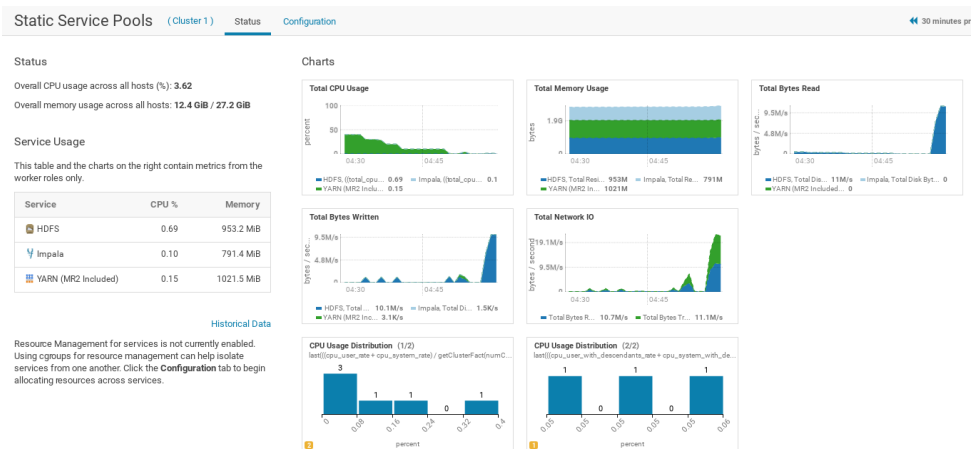 Static Service Pools (Cluster 1) Status Configuration 30 minutes pr
Status
Overall CPU usage across all hosts (%): 3.62
Overall memory usage across all hosts: 12.4 GiB / 27.2 GiB
Service Usage
This table and the charts on the right contain metrics from the
worker roles only.
Service CPU % Memory
HDFS 0.69 953.2 MiB
Impala 0.10 791.4 MiB
YARN (MR2 Included) 0.15 1021.5 MiB
Historical Data
Resource Management for services is not currently enabled.
Using cgroups for resource management can help isolate
services from one another. Click the Configuration tab to begin
allocating resources across services.
Charts
Total CPU Usage
percent
100
50
0
04:30 04:45
HDFS, ((total_cpu... 0.69 Impala, ((total_cpu... 0.1
YARN (MR2 Inclu... 0.15
Total Memory Usage
bytes
1.9G
0
04:30 04:45
HDFS, Total Resi... 953M Impala, Total Re... 791M
YARN (MR2 In... 1021M
Total Bytes Read
bytes / sec...
9.5M/s
4.8M/s
0
04:30 04:45
HDFS, Total Dis... 11M/s Impala, Total Disk Byt... 0
YARN (MR2 Included... 0
Total Bytes Written
bytes / sec...
9.5M/s
4.8M/s
0
04:30 04:45
HDFS, Total... 10.1M/s Impala, Total Di... 1.5K/s
YARN (MR2 Inc... 3.1K/s
Total Network IO
bytes / second
19.1M/s
9.5M/s
0
04:30 04:45
Total Bytes R... 10.7M/s Total Bytes Tr... 11.1M/s
CPU Usage Distribution (1/2)
last(((cpu_user_rate + cpu_system_rate) / getClusterFact(numC...
3 1 1 0 1
0 0.08 0.16 0.24 0.32 0.4
percent
2
CPU Usage Distribution (2/2)
last(((cpu_user_with_descendants_rate + cpu_system_with_de...
1 0 1 0 1
0.05 0.05 0.05 0.05 0.05 0.06
percent
1